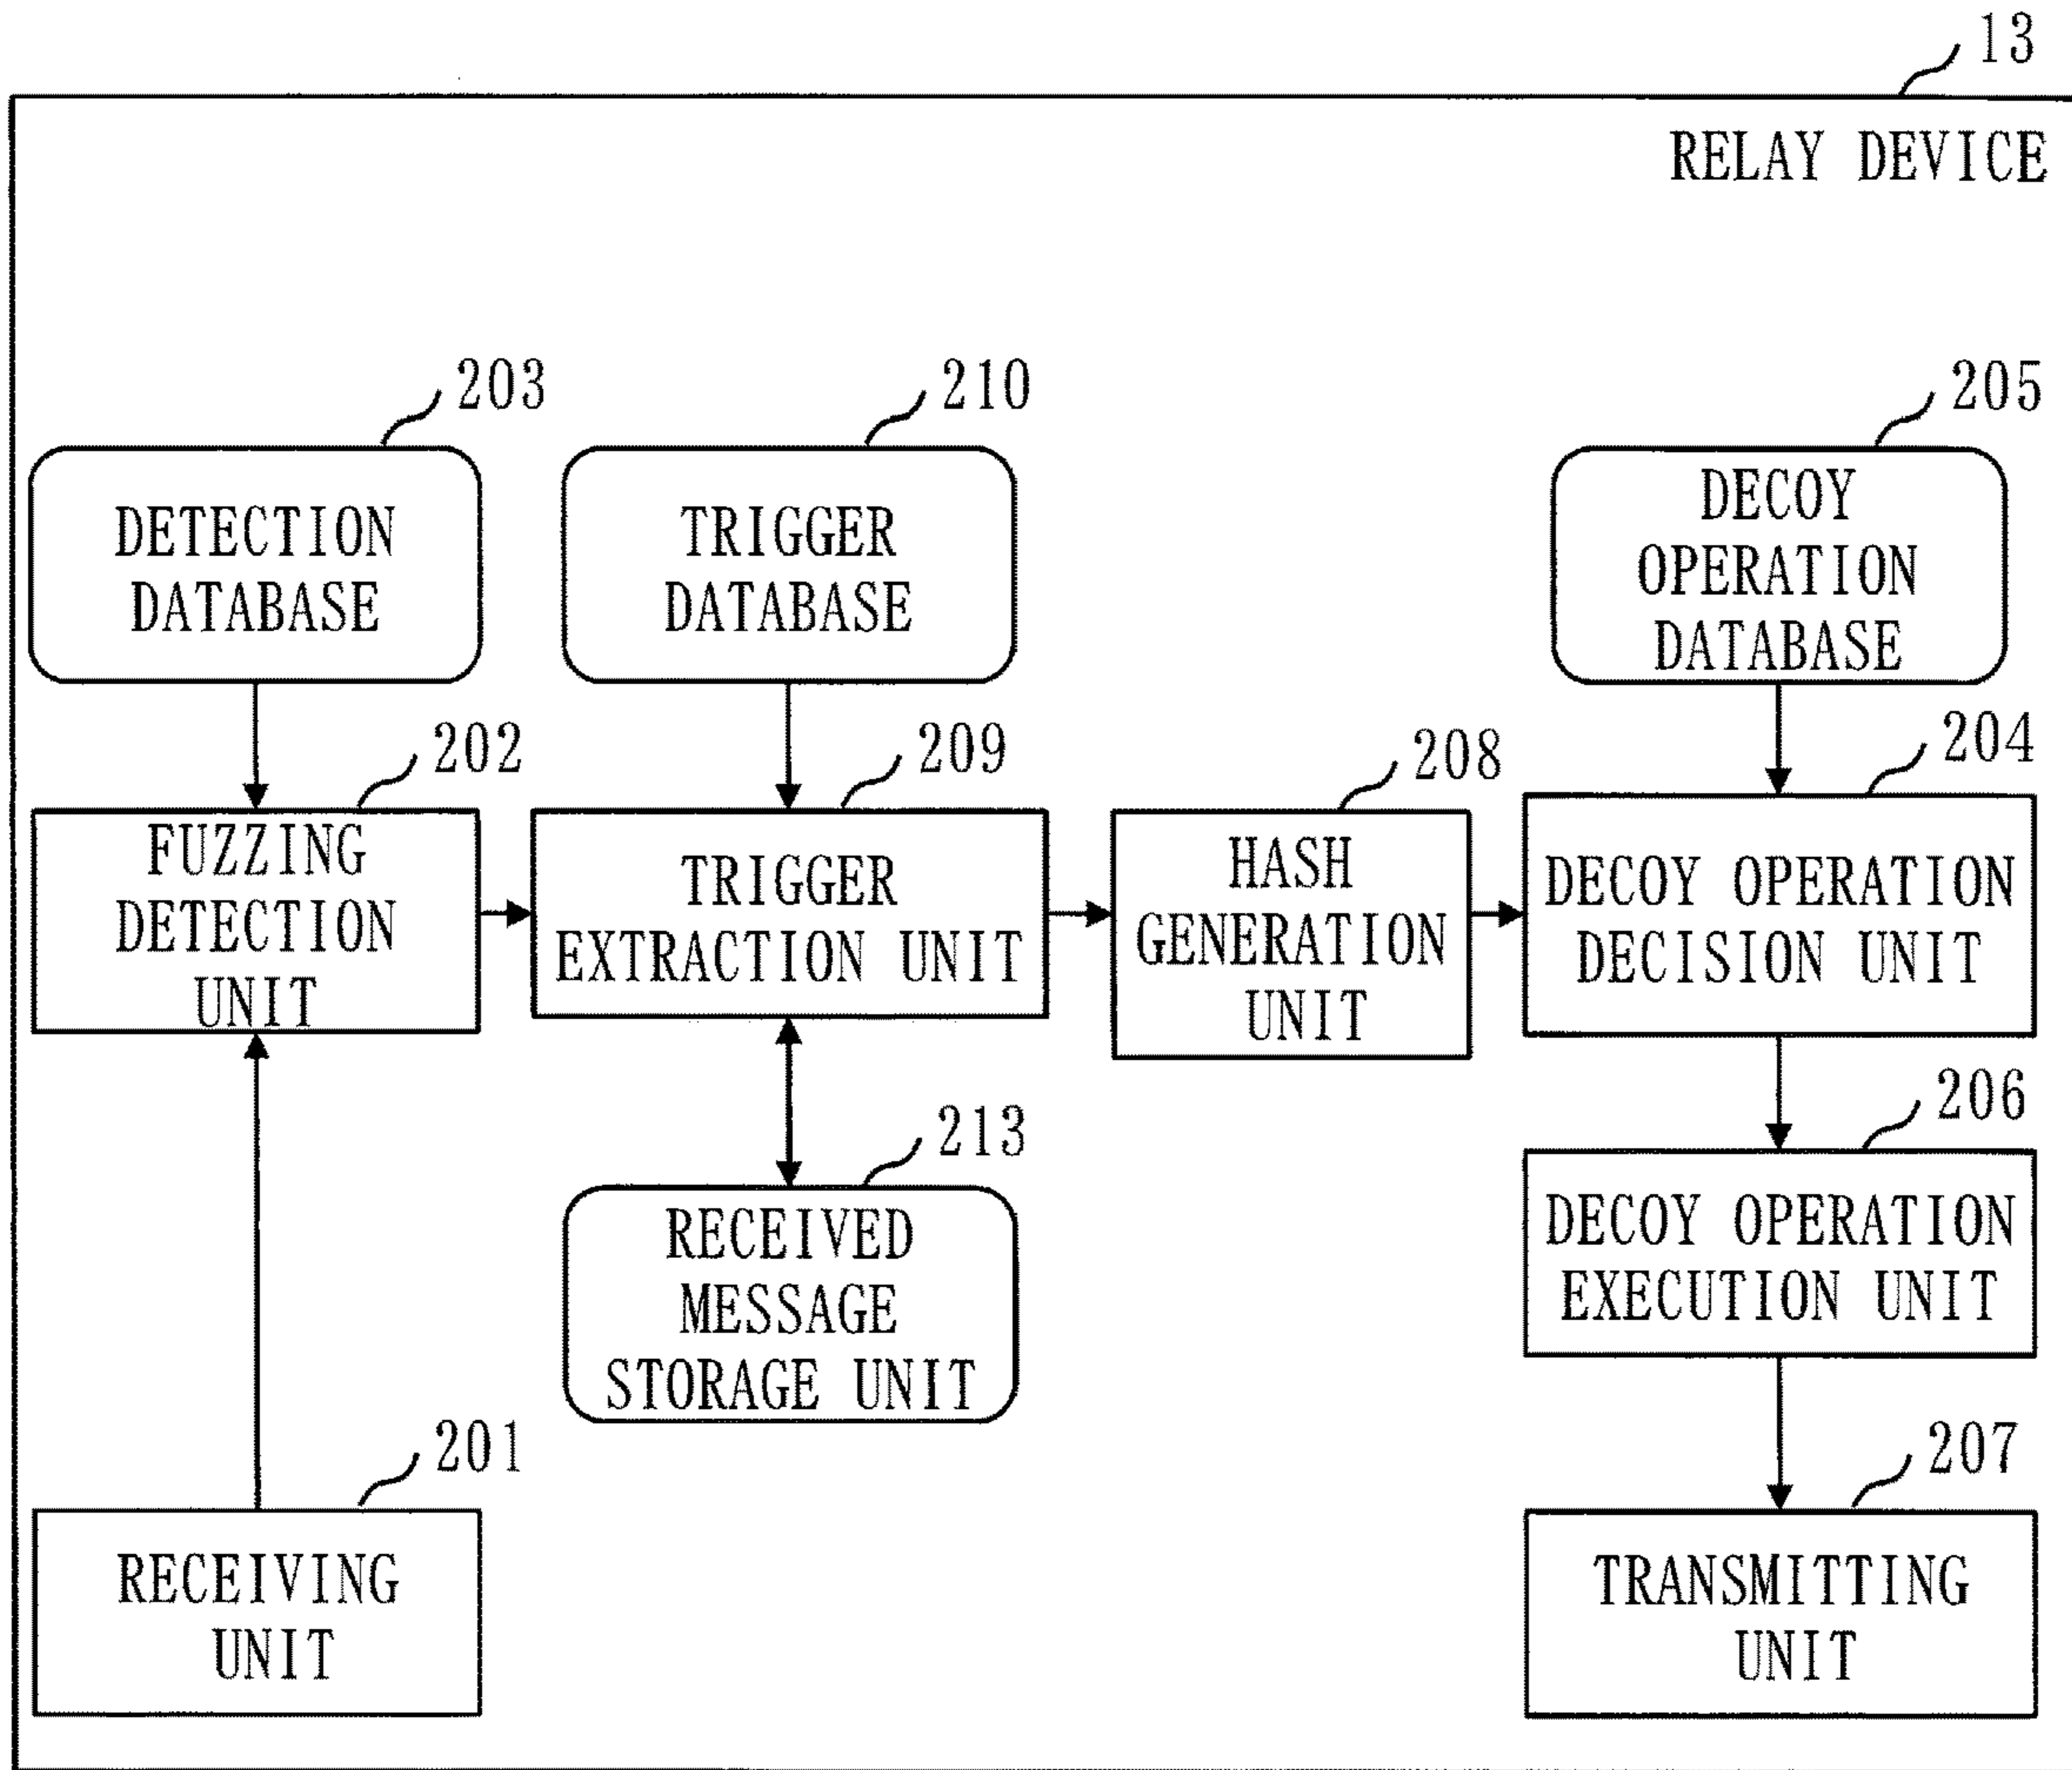 13
RELAY DEVICE
203
DETECTION
DATABASE
210
TRIGGER
DATABASE
205
DECOY
OPERATION
DATABASE
202
FUZZING
DETECTION
UNIT
209
TRIGGER
EXTRACTION UNIT
208
HASH
GENERATION
UNIT
204
DECOY OPERATION
DECISION UNIT
213
RECEIVED
MESSAGE
STORAGE UNIT
206
DECOY OPERATION
EXECUTION UNIT
201
RECEIVING
UNIT
207
TRANSMITTING
UNIT